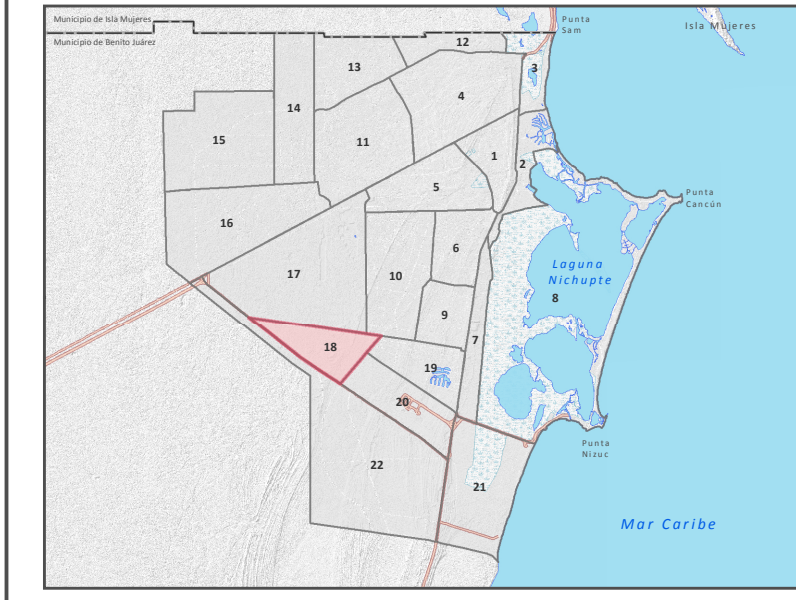 Municipio de Isla Mujeres
Municipio de Benito Juárez
Punta
Sam
Isla Mujeres
12
13
3
4
14
15
11
1
2
5
Punta
Cancún
16
6
17
10
Laguna
Nichupte
8
9
7
18
19
20
Punta
Nizuc
22
21
Mar Caribe